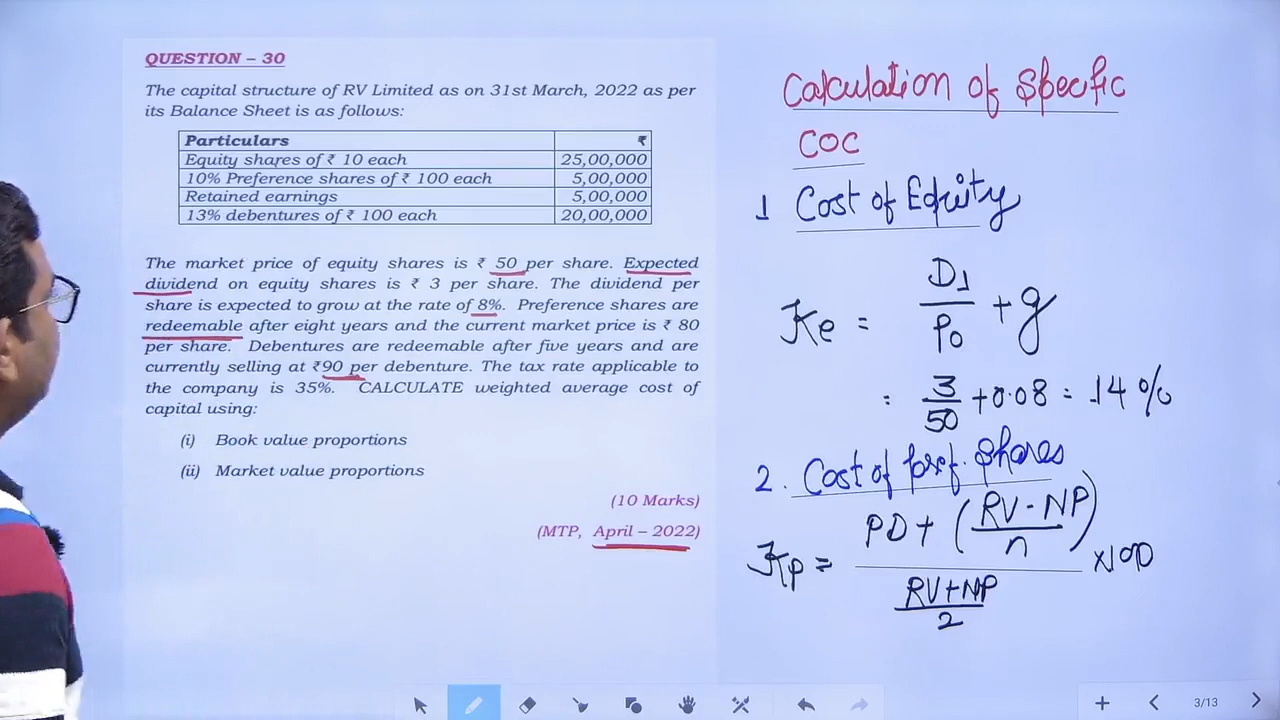 QUESTION – 30
The capital structure of RV Limited as on 31st March, 2022 as per
its Balance Sheet is as follows:
Particulars ₹
Equity shares of ₹ 10 each 25,00,000
10% Preference shares of ₹ 100 each 5,00,000
Retained earnings 5,00,000
13% debentures of ₹ 100 each 20,00,000
The market price of equity shares is ₹ 50 per share. Expected
dividend on equity shares is ₹ 3 per share. The dividend per
share is expected to grow at the rate of 8%. Preference shares are
redeemable after eight years and the current market price is ₹ 80
per share. Debentures are redeemable after five years and are
currently selling at ₹90 per debenture. The tax rate applicable to
the company is 35%. CALCULATE weighted average cost of
capital using:
(i) Book value proportions
(ii) Market value proportions
(10 Marks)
(MTP, April – 2022)
Calculation of Specific
COC
1 Cost of Equity
Ke = D1/P0 + g
= 3/50 + 0.08 = 14%
2. Cost of pref. Shares
Kp = PD + (RV - NP / n) / RV + NP / 2 × 100
3/13